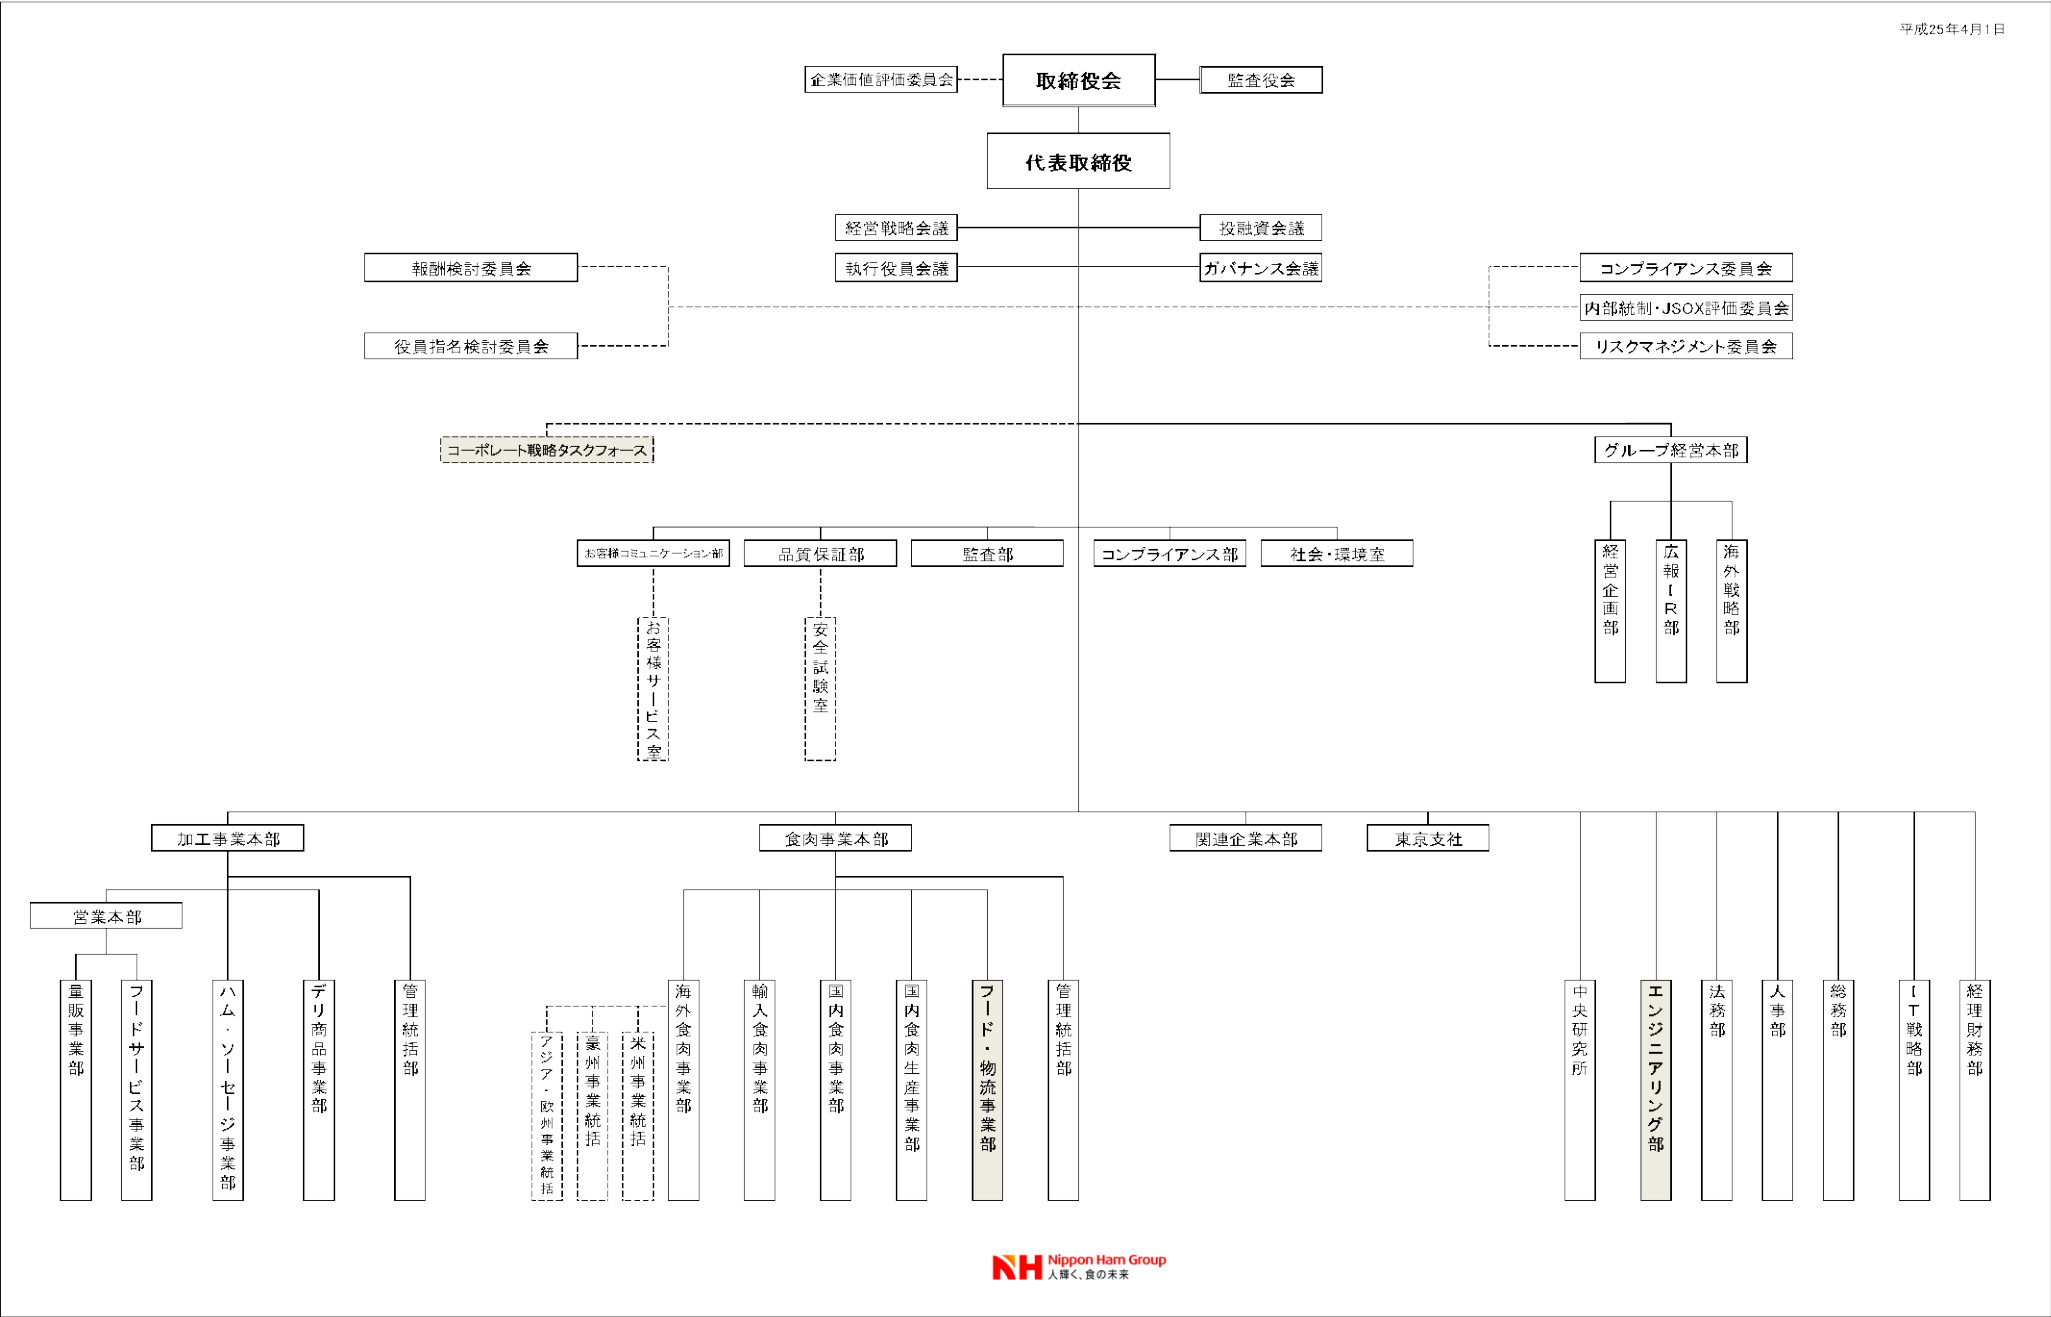 平成25年4月1日
企業価値評価委員会
取締役会
監査役会
代表取締役
経営戦略会議
投融資会議
報酬検討委員会
執行役員会議
ガバナンス会議
コンプライアンス委員会
内部統制・JSOX評価委員会
役員指名検討委員会
リスクマネジメント委員会
コーポレート戦略タスクフォース
グループ経営本部
お客様コミュニケーション部
品質保証部
監査部
コンプライアンス部
社会・環境室
経営企画部
広報IR部
海外戦略部
お客様サービス室
安全試験室
加工事業本部
食肉事業本部
関連企業本部
東京支社
営業本部
量販事業部
フードサービス事業部
ハム・ソーセージ事業部
デリ商品事業部
管理統括部
アジア・欧州事業統括
豪州事業統括
米州事業統括
海外食肉事業部
輸入食肉事業部
国内食肉事業部
国内食肉生産事業部
フード・物流事業部
管理統括部
中央研究所
エンジニアリング部
法務部
人事部
総務部
IT戦略部
経理財務部
NH Nippon Ham Group
人輝く、食の未来